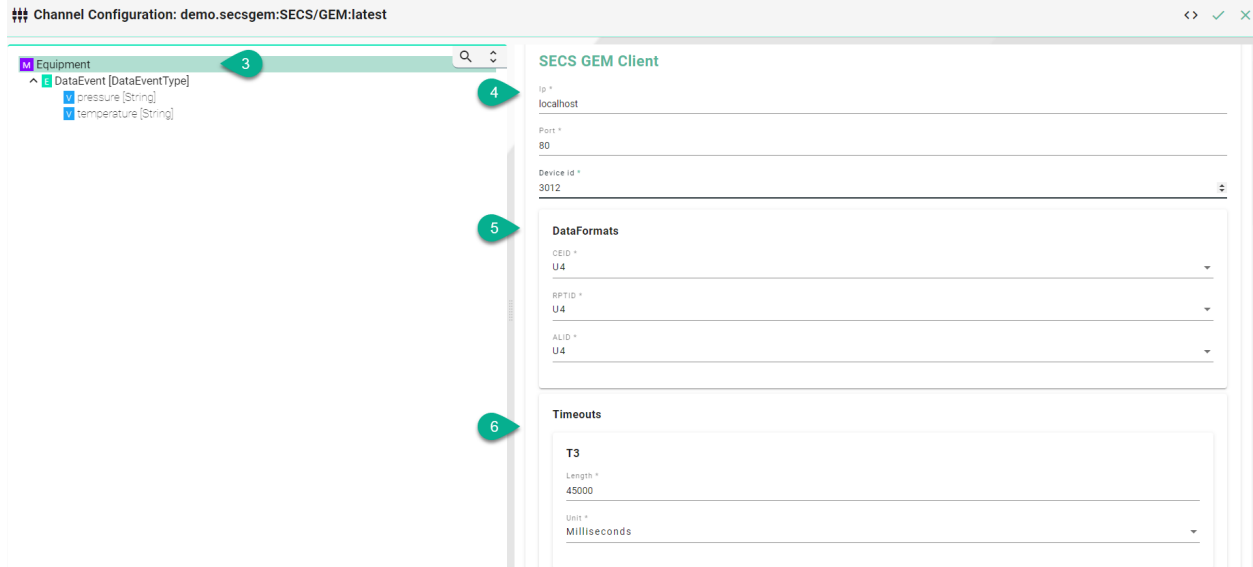 Channel Configuration: demo.secsgem:SECS/GEM:latest
M Equipment
3
E DataEvent [DataEventType]
V pressure [String]
V temperature [String]
SECS GEM Client
4
Ip *
localhost
Port *
80
Device id *
3012
5
DataFormats
CEID *
U4
RPTID *
U4
ALID *
U4
6
Timeouts
T3
Length *
45000
Unit *
Milliseconds